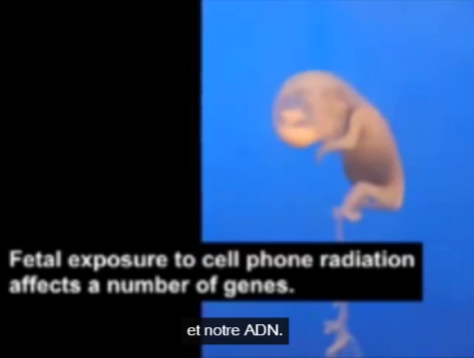 Fetal exposure to cell phone radiation
affects a number of genes.
et notre ADN.